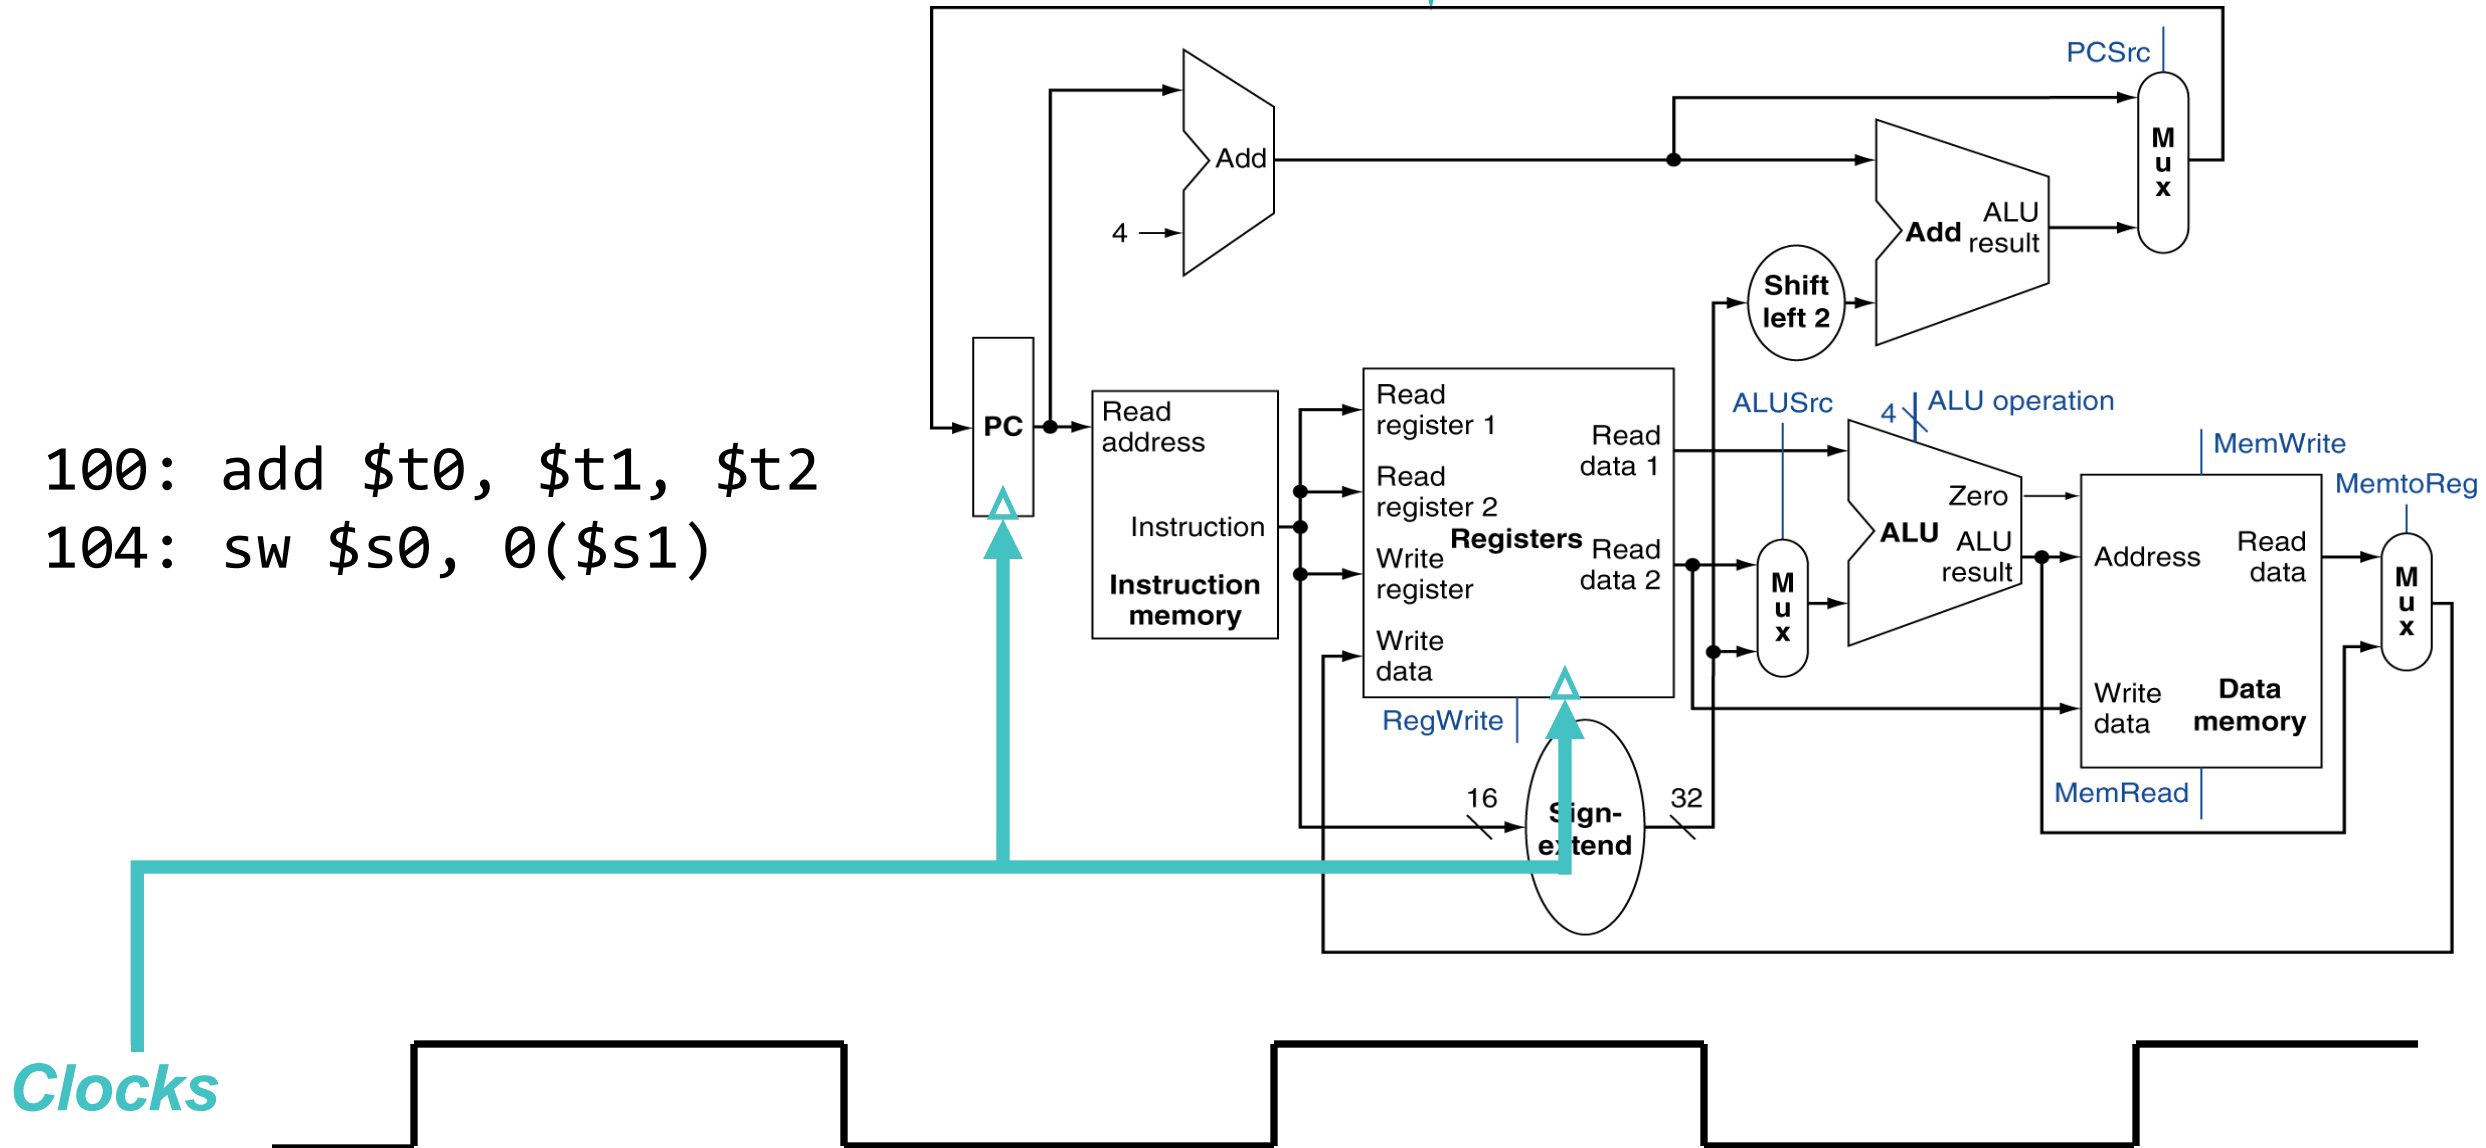 100: add $t0, $t1, $t2
104: sw $s0, 0($s1)
Clocks
PCSrc
M
u
x
Add
4
Add
ALU
result
Shift
left 2
PC
Read
address
Instruction
Instruction
memory
Read
register 1
Read
register 2
Write
register
Write
data
Registers
Read
data 1
Read
data 2
RegWrite
16
Sign-
extend
32
ALUSrc
M
u
x
4
ALU operation
Zero
ALU
ALU
result
MemWrite
Address
Read
data
Write
data
Data
memory
MemRead
MemtoReg
M
u
x